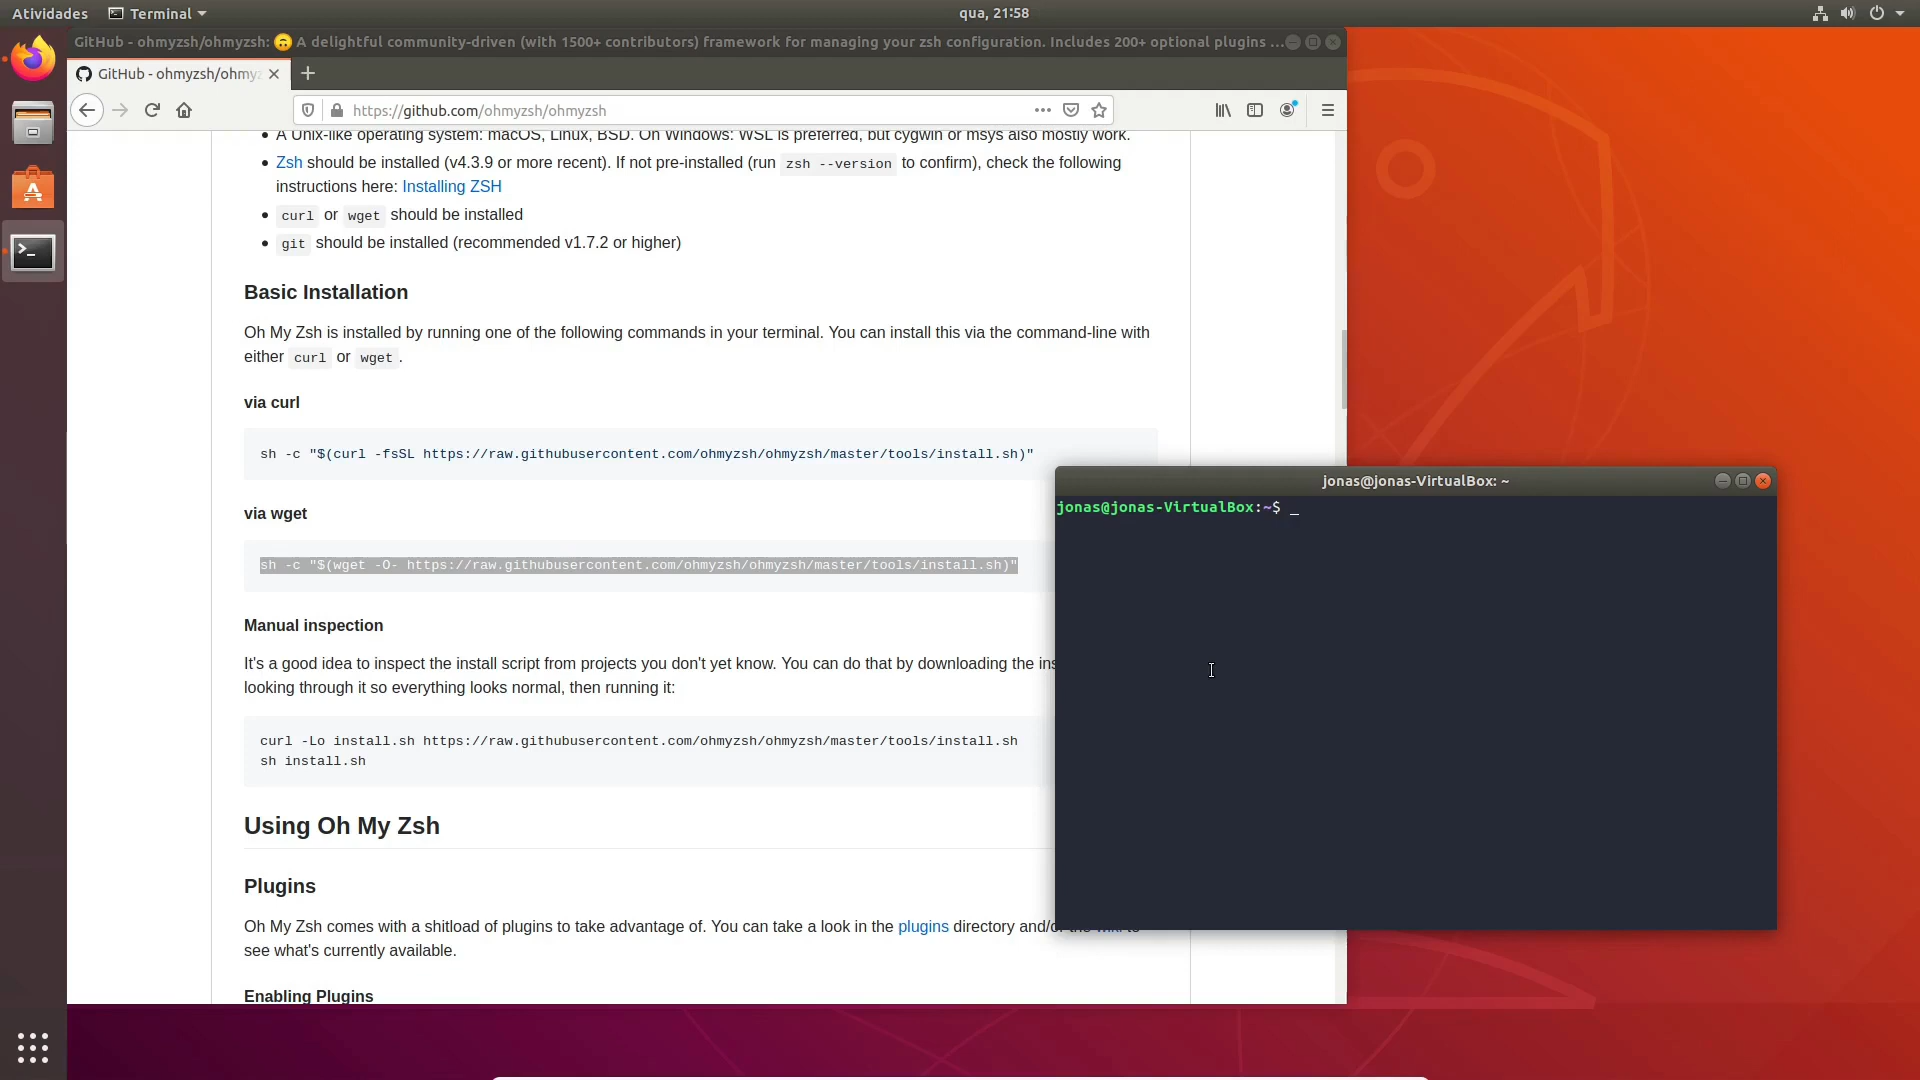 Atividades
Terminal
qua, 21:58
GitHub - ohmyzsh/ohmyzsh: 🙃 A delightful community-driven (with 1500+ contributors) framework for managing your zsh configuration. Includes 200+ optional plugins ...
GitHub - ohmyzsh/ohmyz
https://github.com/ohmyzsh/ohmyzsh
A Unix-like operating system: macOS, Linux, BSD. On Windows: WSL is preferred, but cygwin or msys also mostly work.
Zsh should be installed (v4.3.9 or more recent). If not pre-installed (run zsh --version to confirm), check the following
instructions here: Installing ZSH
curl or wget should be installed
git should be installed (recommended v1.7.2 or higher)
Basic Installation
Oh My Zsh is installed by running one of the following commands in your terminal. You can install this via the command-line with
either curl or wget.
via curl
sh -c "$(curl -fsSL https://raw.githubusercontent.com/ohmyzsh/ohmyzsh/master/tools/install.sh)"
via wget
sh -c "$(wget -O- https://raw.githubusercontent.com/ohmyzsh/ohmyzsh/master/tools/install.sh)"
Manual inspection
It's a good idea to inspect the install script from projects you don't yet know. You can do that by downloading the ins
looking through it so everything looks normal, then running it:
curl -Lo install.sh https://raw.githubusercontent.com/ohmyzsh/ohmyzsh/master/tools/install.sh
sh install.sh
Using Oh My Zsh
Plugins
Oh My Zsh comes with a shitload of plugins to take advantage of. You can take a look in the plugins directory and/or the wiki to
see what's currently available.
Enabling Plugins
jonas@jonas-VirtualBox: ~
jonas@jonas-VirtualBox:~$ _